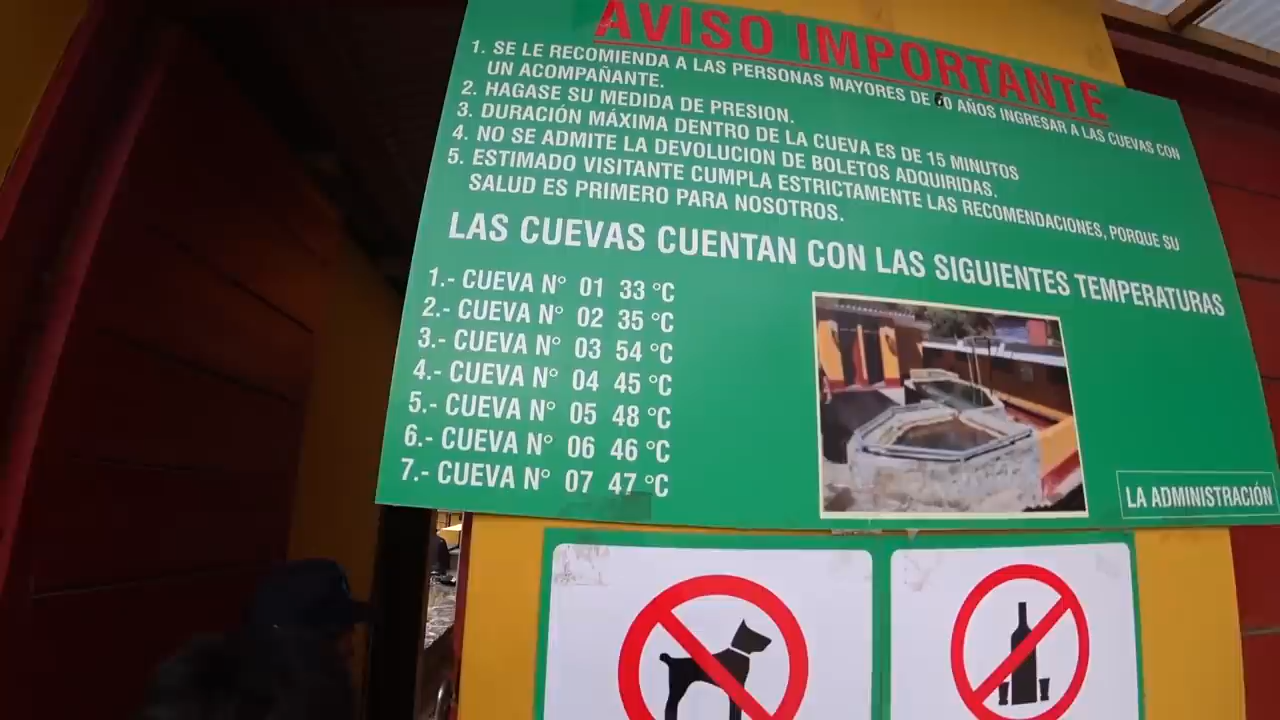 AVISO IMPORTANTE
1. SE LE RECOMIENDA A LAS PERSONAS MAYORES DE 60 AÑOS INGRESAR A LAS CUEVAS CON
UN ACOMPAÑANTE.
2. HAGASE SU MEDIDA DE PRESION.
3. DURACIÓN MÁXIMA DENTRO DE LA CUEVA ES DE 15 MINUTOS
4. NO SE ADMITE LA DEVOLUCION DE BOLETOS ADQUIRIDAS.
5. ESTIMADO VISITANTE CUMPLA ESTRICTAMENTE LAS RECOMENDACIONES, PORQUE SU
SALUD ES PRIMERO PARA NOSOTROS.
LAS CUEVAS CUENTAN CON LAS SIGUIENTES TEMPERATURAS
1.- CUEVA N° 01 33 °C
2.- CUEVA N° 02 35 °C
3.- CUEVA N° 03 54 °C
4.- CUEVA N° 04 45 °C
5.- CUEVA N° 05 48 °C
6.- CUEVA N° 06 46 °C
7.- CUEVA N° 07 47 °C
LA ADMINISTRACIÓN